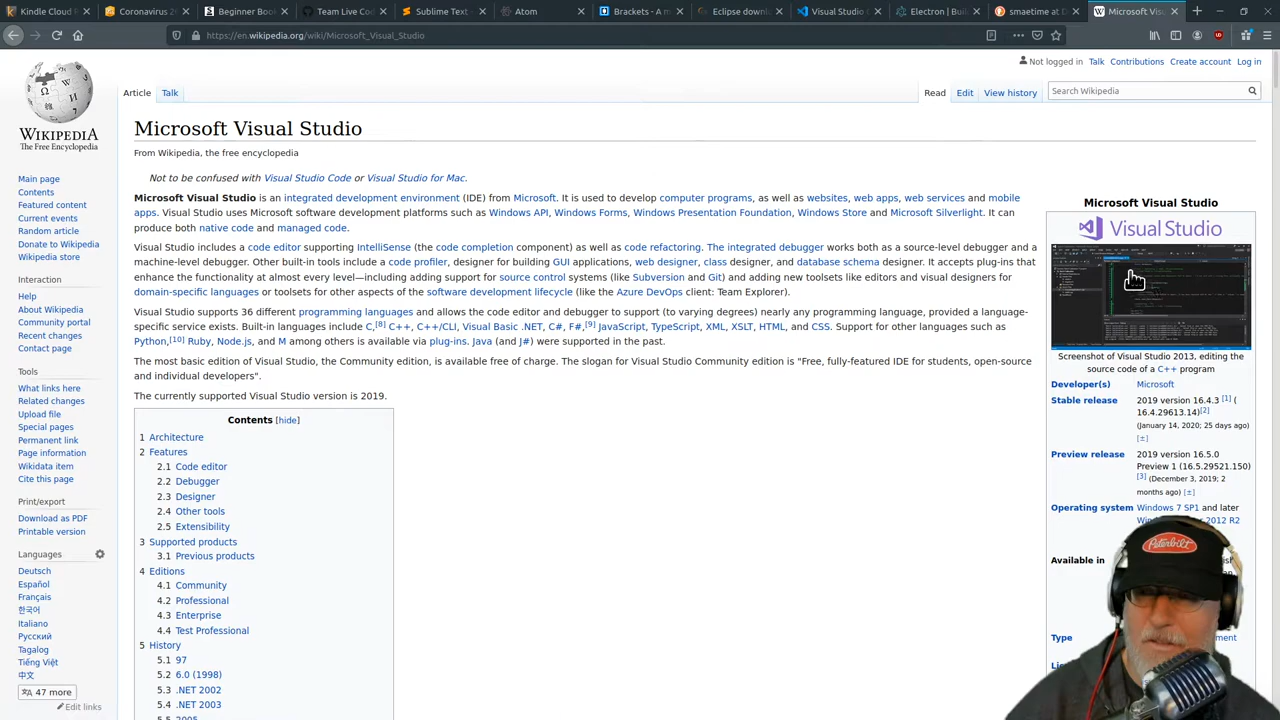 Kindle Cloud R
Coronavirus 20
Beginner Book
Team Live Cod
Sublime Text -
Atom
Brackets - A m
Eclipse downl
Visual Studio
Electron | Buil
smaetime at D
Microsoft Visu
https://en.wikipedia.org/wiki/Microsoft_Visual_Studio
Not logged in Talk Contributions Create account Log in
Article Talk Read Edit View history Search Wikipedia
WIKIPEDIA
The Free Encyclopedia
Main page
Contents
Featured content
Current events
Random article
Donate to Wikipedia
Wikipedia store
Interaction
Help
About Wikipedia
Community portal
Recent changes
Contact page
Tools
What links here
Related changes
Upload file
Special pages
Permanent link
Page information
Wikidata item
Cite this page
Print/export
Download as PDF
Printable version
Languages
Deutsch
Español
Français
한국어
Italiano
Русский
Tagalog
Tiếng Việt
中文
47 more
Edit links
Microsoft Visual Studio
From Wikipedia, the free encyclopedia
Not to be confused with Visual Studio Code or Visual Studio for Mac.
Microsoft Visual Studio is an integrated development environment (IDE) from Microsoft. It is used to develop computer programs, as well as websites, web apps, web services and mobile
apps. Visual Studio uses Microsoft software development platforms such as Windows API, Windows Forms, Windows Presentation Foundation, Windows Store and Microsoft Silverlight. It can
produce both native code and managed code.
Visual Studio includes a code editor supporting IntelliSense (the code completion component) as well as code refactoring. The integrated debugger works both as a source-level debugger and a
machine-level debugger. Other built-in tools include a code profiler, designer for building GUI applications, web designer, class designer, and database schema designer. It accepts plug-ins that
enhance the functionality at almost every level—including adding support for source control systems (like Subversion and Git) and adding new toolsets like editors and visual designers for
domain-specific languages or toolsets for other aspects of the software development lifecycle (like the Azure DevOps client: Team Explorer).
Visual Studio supports 36 different programming languages and allows the code editor and debugger to support (to varying degrees) nearly any programming language, provided a language-
specific service exists. Built-in languages include C,[8] C++, C++/CLI, Visual Basic .NET, C#, F#,[9] JavaScript, TypeScript, XML, XSLT, HTML, and CSS. Support for other languages such as
Python,[10] Ruby, Node.js, and M among others is available via plug-ins. Java (and J#) were supported in the past.
The most basic edition of Visual Studio, the Community edition, is available free of charge. The slogan for Visual Studio Community edition is "Free, fully-featured IDE for students, open-source
and individual developers".
The currently supported Visual Studio version is 2019.
Contents [hide]
1 Architecture
2 Features
2.1 Code editor
2.2 Debugger
2.3 Designer
2.4 Other tools
2.5 Extensibility
3 Supported products
3.1 Previous products
4 Editions
4.1 Community
4.2 Professional
4.3 Enterprise
4.4 Test Professional
5 History
5.1 97
5.2 6.0 (1998)
5.3 .NET 2002
5.4 .NET 2003
5.5 2005
Microsoft Visual Studio
Visual Studio
Screenshot of Visual Studio 2013, editing the
source code of a C++ program
Developer(s) Microsoft
Stable release 2019 version 16.4.3 [1] (
16.4.29613.14)[2]
(January 14, 2020; 25 days ago)
[±]
Preview release 2019 version 16.5.0
Preview 1 (16.5.29521.150)
[3] (December 3, 2019; 2
months ago) [±]
Operating system Windows 7 SP1 and later
2012 R2
Available in
Type
Peterbilt